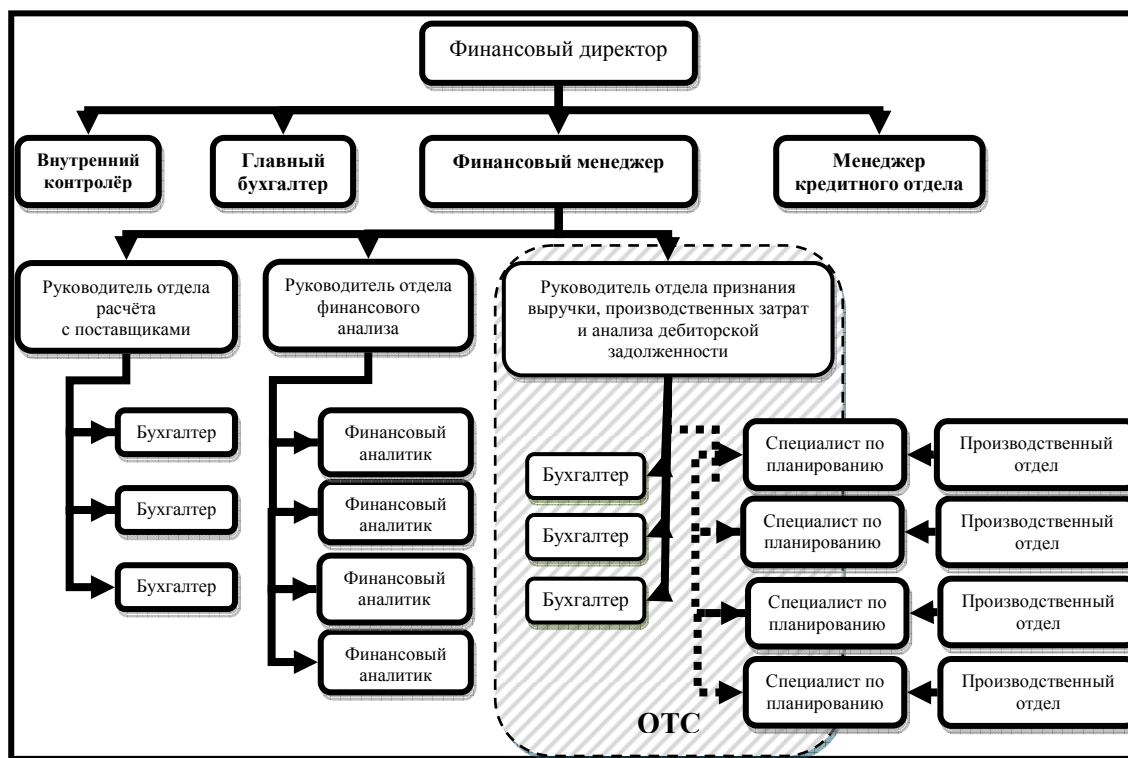 Финансовый директор
Внутренний
контролёр
Главный
бухгалтер
Финансовый менеджер
Менеджер
кредитного отдела
Руководитель отдела
расчёта
с поставщиками
Руководитель отдела
финансового
анализа
Руководитель отдела признания
выручки, производственных затрат
и анализа дебиторской
задолженности
Бухгалтер
Бухгалтер
Бухгалтер
Финансовый
аналитик
Финансовый
аналитик
Финансовый
аналитик
Финансовый
аналитик
Бухгалтер
Бухгалтер
Бухгалтер
Специалист по
планированию
Производственный
отдел
Специалист по
планированию
Производственный
отдел
Специалист по
планированию
Производственный
отдел
Специалист по
планированию
Производственный
отдел
ОТС